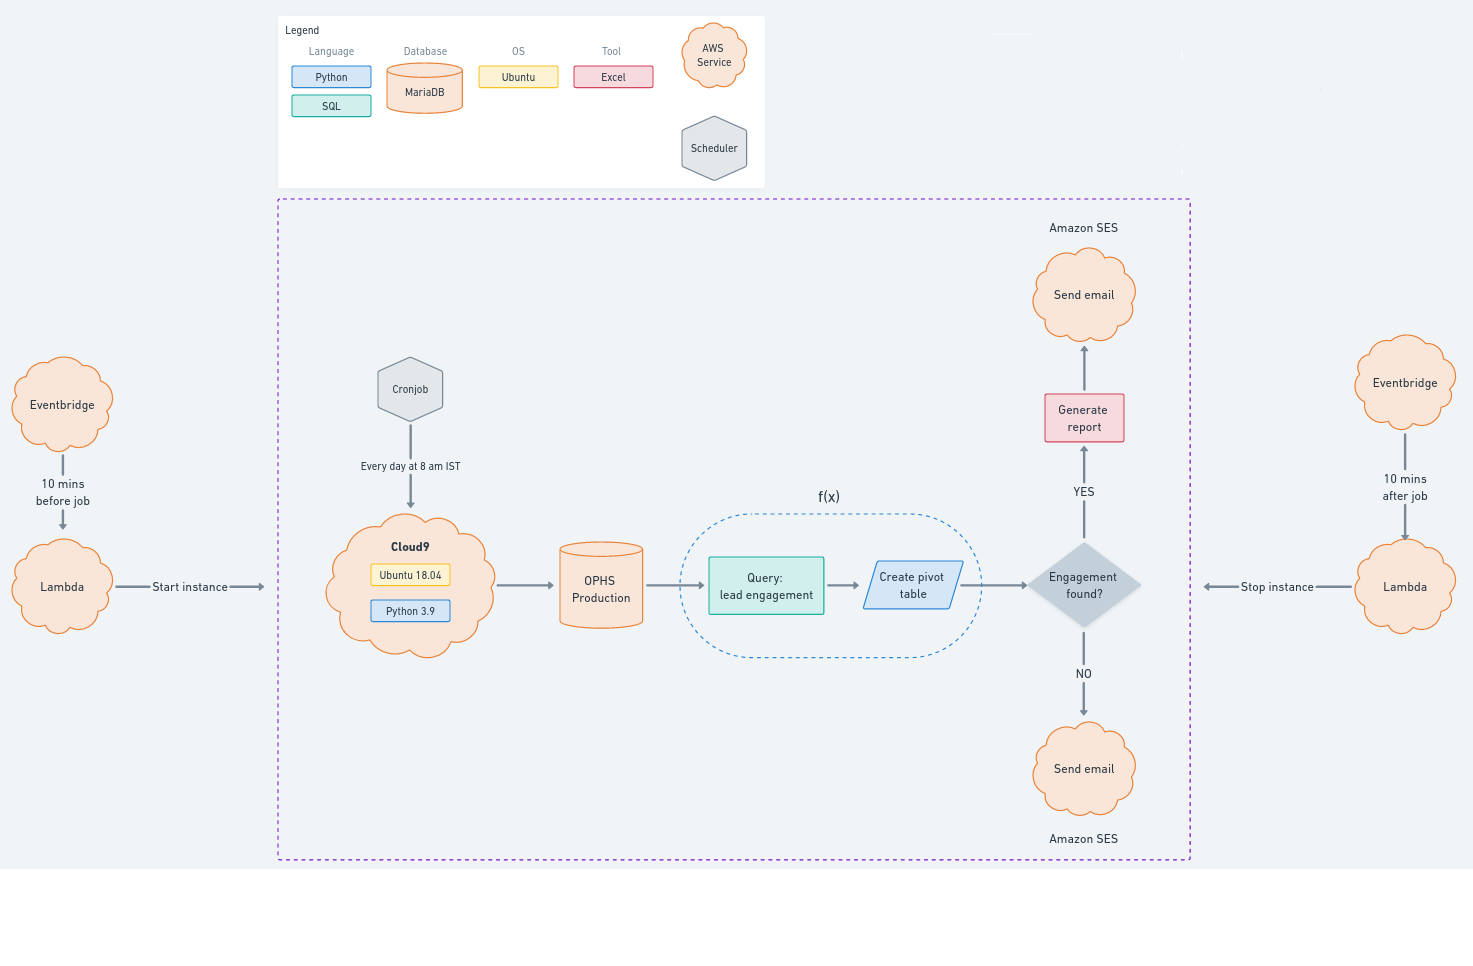 Legend
Language
Database
OS
Tool
AWS
Service
Python
MariaDB
Ubuntu
Excel
SQL
Scheduler
Amazon SES
Send email
Eventbridge
10 mins
before job
Lambda
Start instance
Cronjob
Every day at 8 am IST
Cloud9
Ubuntu 18.04
Python 3.9
OPHS
Production
f(x)
Query:
lead engagement
Create pivot
table
Engagement
found?
YES
Generate
report
NO
Send email
Amazon SES
Eventbridge
10 mins
after job
Lambda
Stop instance